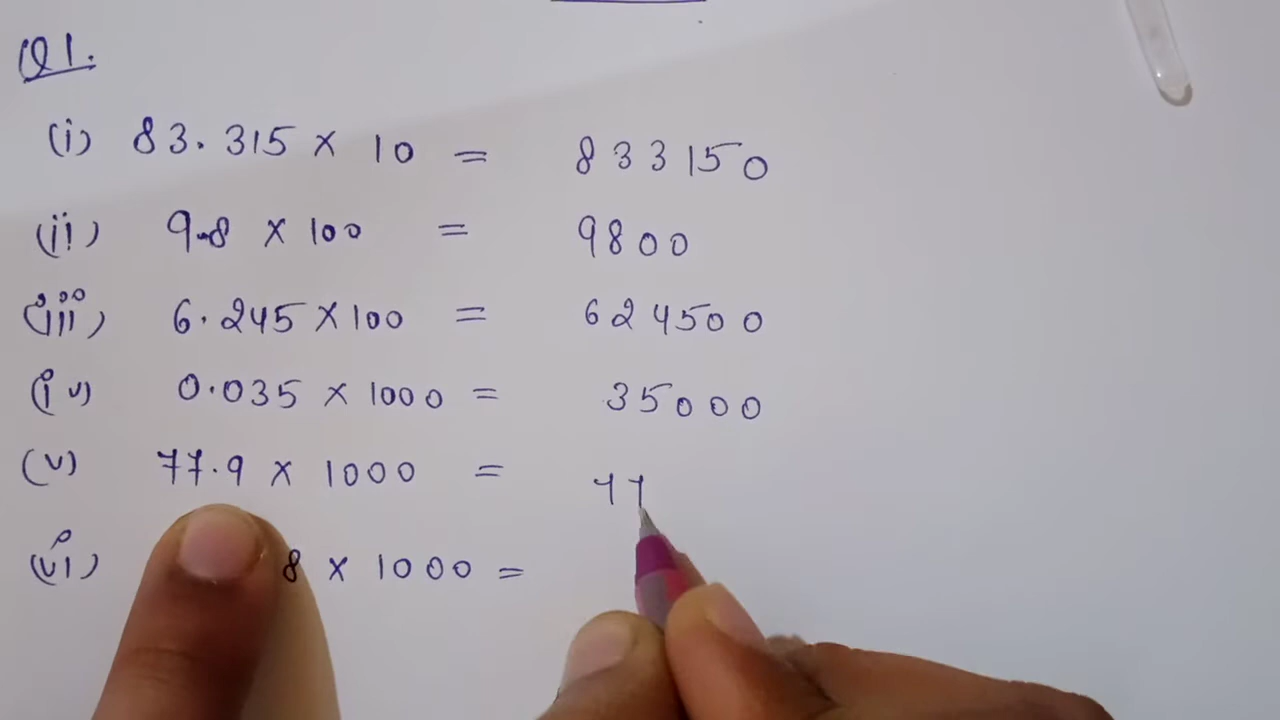 Q1.
(i) 83.315 × 10 = 833150
(ii) 9.8 × 100 = 9800
(iii) 6.245 × 100 = 624500
(iv) 0.035 × 1000 = 35000
(v) 77.9 × 1000 = 77
(vi) 8 × 1000 =